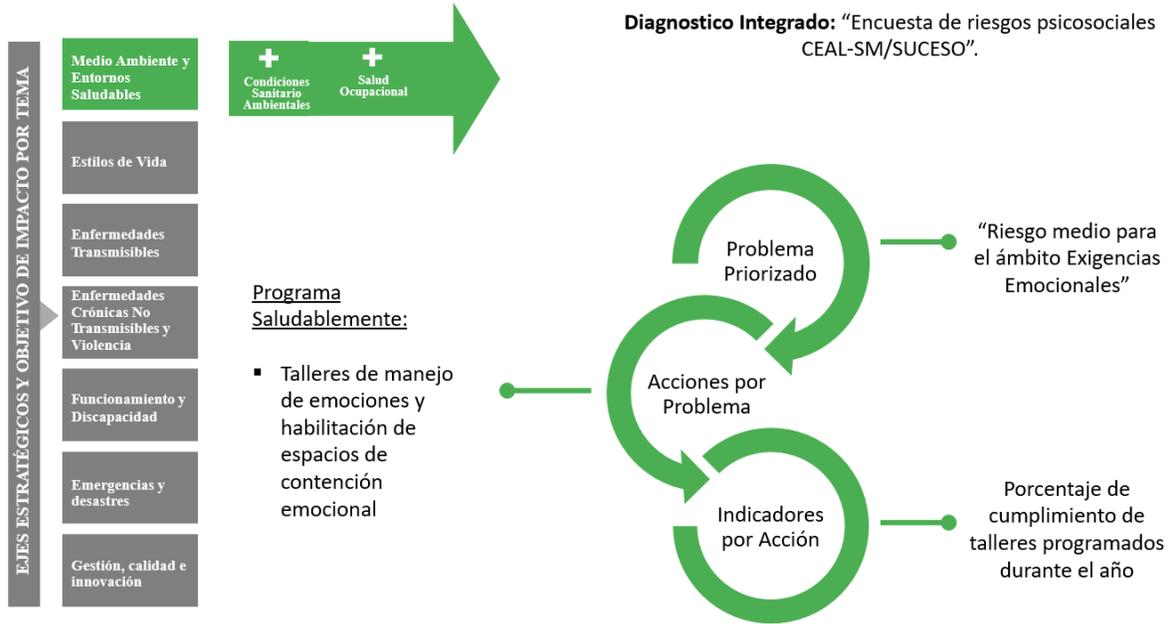 EJES ESTRATÉGICOS Y OBJETIVO DE IMPACTO POR TEMA
Medio Ambiente y
Entornos
Saludables
Estilos de Vida
Enfermedades
Transmisibles
Enfermedades
Crónicas No
Transmisibles y
Violencia
Funcionamiento y
Discapacidad
Emergencias y
desastres
Gestión, calidad e
innovación
Condiciones
Sanitario
Ambientales
Salud
Ocupacional
Diagnostico Integrado: “Encuesta de riesgos psicosociales
CEAL-SM/SUCESO”.
Problema
Priorizado
“Riesgo medio para
el ámbito Exigencias
Emocionales”
Acciones por
Problema
Programa
Saludablemente:
▪ Talleres de manejo
de emociones y
habilitación de
espacios de
contención
emocional
Indicadores
por Acción
Porcentaje de
cumplimiento de
talleres programados
durante el año